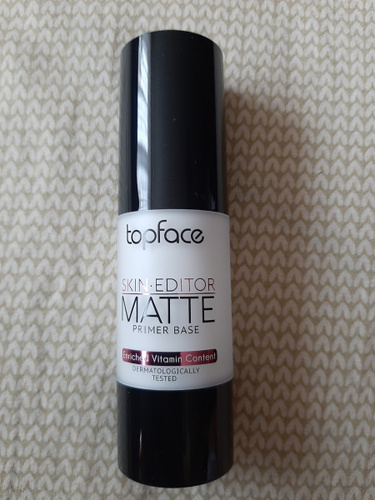 topface
SKIN·EDITOR
MATTE
PRIMER BASE
Enriched Vitamin Content
DERMATOLOGICALLY
TESTED